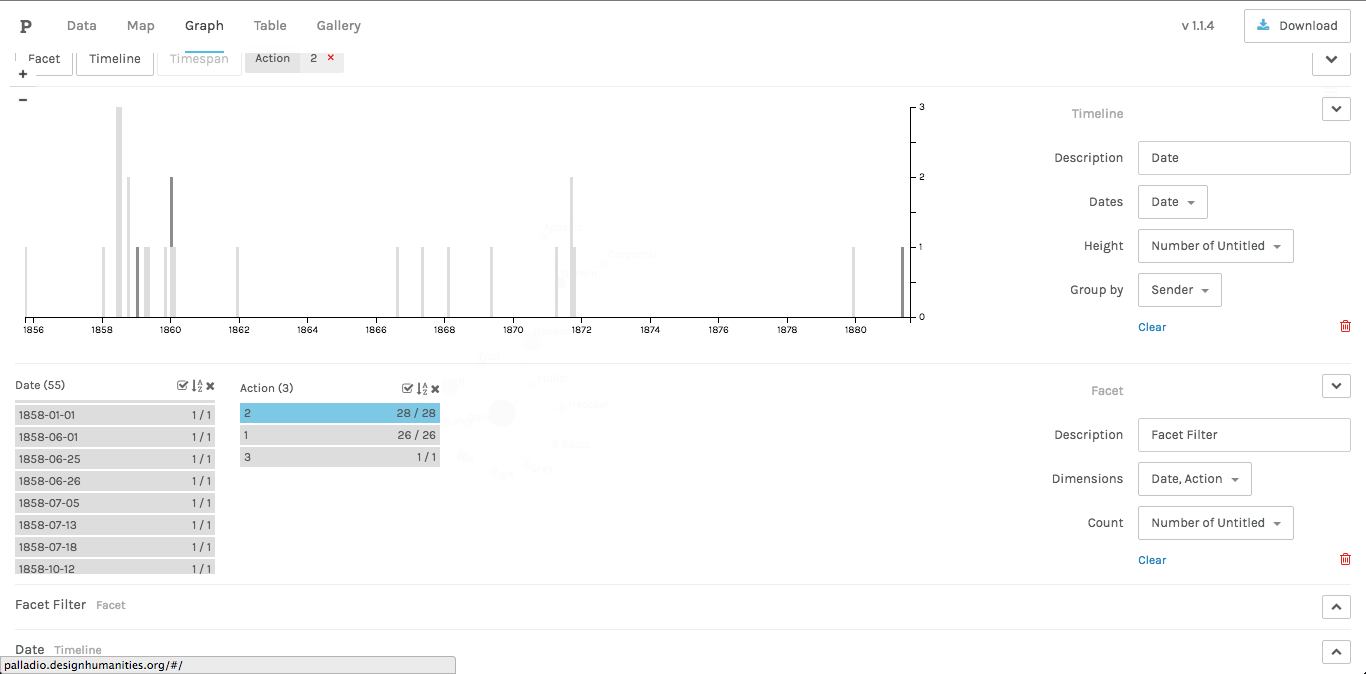 P Data Map Graph Table Gallery v 1.1.4 Download
Facet Timeline Timespan Action 2 ×
+
−
3
2
1
0
1856 1858 1860 1862 1864 1866 1868 1870 1872 1874 1876 1878 1880
Timeline
Description Date
Dates Date
Height Number of Untitled
Group by Sender
Clear
Date (55)
1858-01-01 1 / 1
1858-06-01 1 / 1
1858-06-25 1 / 1
1858-06-26 1 / 1
1858-07-05 1 / 1
1858-07-13 1 / 1
1858-07-18 1 / 1
1858-10-12 1 / 1
Action (3)
2 28 / 28
1 26 / 26
3 1 / 1
Facet
Description Facet Filter
Dimensions Date, Action
Count Number of Untitled
Clear
Facet Filter Facet
Date Timeline
palladio.designhumanities.org/#/